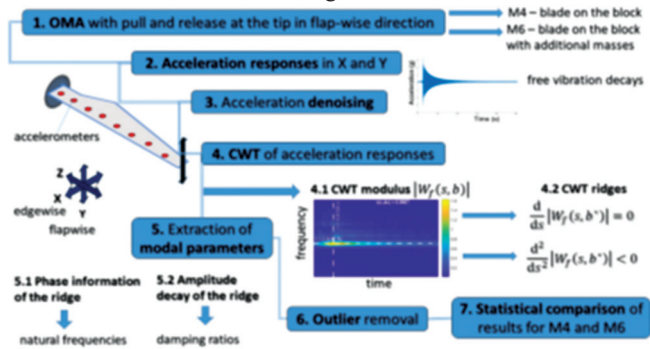 1. OMA with pull and release at the tip in flap-wise direction
M4 – blade on the block
M6 – blade on the block
with additional masses
2. Acceleration responses in X and Y
free vibration decays
Acceleration (g)
Time (s)
3. Acceleration denoising
accelerometers
4. CWT of acceleration responses
Z
X
Y
edgewise
flapwise
4.1 CWT modulus |W_f(s, b)|
frequency
time
4.2 CWT ridges
d/ds |W_f(s, b*)| = 0
d²/ds² |W_f(s, b*)| < 0
5. Extraction of
modal parameters
5.1 Phase information
of the ridge
natural frequencies
5.2 Amplitude
decay of the ridge
damping ratios
6. Outlier removal
7. Statistical comparison of
results for M4 and M6